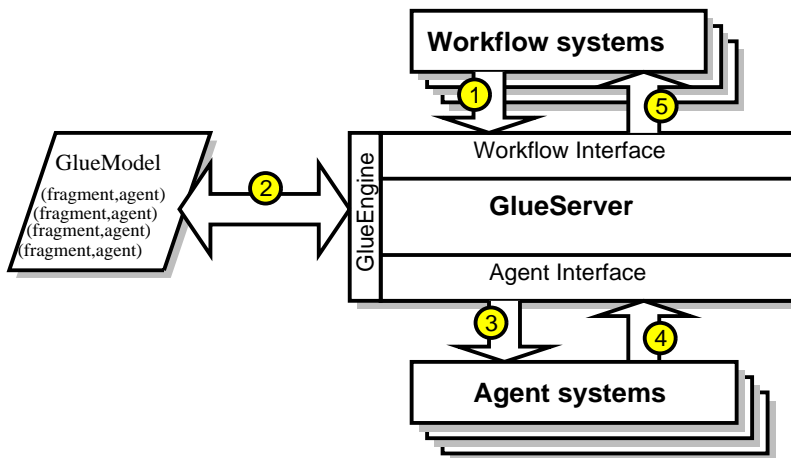 Workflow systems
1
5
GlueModel
(fragment,agent)
(fragment,agent)
(fragment,agent)
(fragment,agent)
2
GlueEngine
Workflow Interface
GlueServer
Agent Interface
3
4
Agent systems